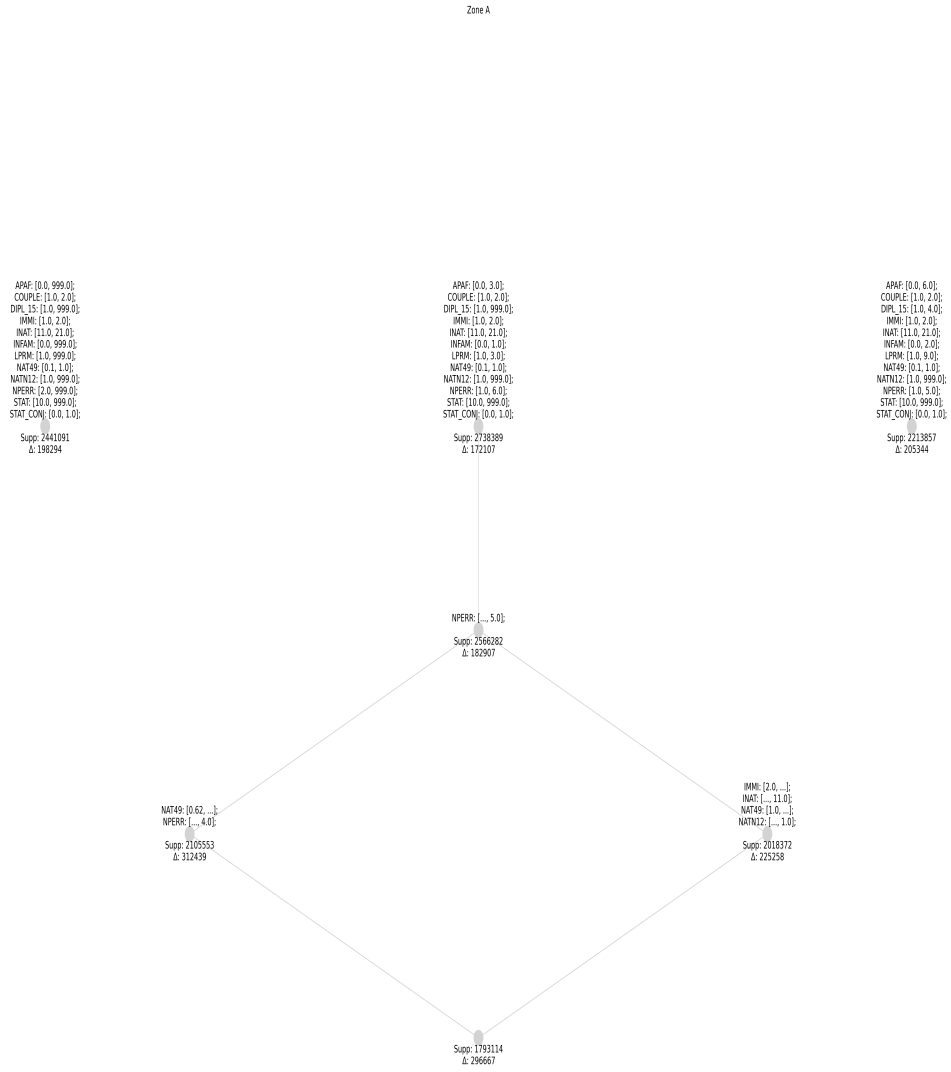 Zone A
APAF: [0.0, 999.0];
COUPLE: [1.0, 2.0];
DIPL_15: [1.0, 999.0];
IMMI: [1.0, 2.0];
INAT: [11.0, 21.0];
INFAM: [0.0, 999.0];
LPRM: [1.0, 999.0];
NAT49: [0.1, 1.0];
NATN12: [1.0, 999.0];
NPERR: [2.0, 999.0];
STAT: [10.0, 999.0];
STAT_CONJ: [0.0, 1.0];
Supp: 2441091
Δ: 198294
APAF: [0.0, 3.0];
COUPLE: [1.0, 2.0];
DIPL_15: [1.0, 999.0];
IMMI: [1.0, 2.0];
INAT: [11.0, 21.0];
INFAM: [0.0, 1.0];
LPRM: [1.0, 3.0];
NAT49: [0.1, 1.0];
NATN12: [1.0, 999.0];
NPERR: [1.0, 6.0];
STAT: [10.0, 999.0];
STAT_CONJ: [0.0, 1.0];
Supp: 2738389
Δ: 172107
APAF: [0.0, 6.0];
COUPLE: [1.0, 2.0];
DIPL_15: [1.0, 4.0];
IMMI: [1.0, 2.0];
INAT: [11.0, 21.0];
INFAM: [0.0, 2.0];
LPRM: [1.0, 9.0];
NAT49: [0.1, 1.0];
NATN12: [1.0, 999.0];
NPERR: [1.0, 5.0];
STAT: [10.0, 999.0];
STAT_CONJ: [0.0, 1.0];
Supp: 2213857
Δ: 205344
NPERR: [..., 5.0];
Supp: 2566282
Δ: 182907
NAT49: [0.62, ...];
NPERR: [..., 4.0];
Supp: 2105553
Δ: 312439
IMMI: [2.0, ...];
INAT: [..., 11.0];
NAT49: [1.0, ...];
NATN12: [..., 1.0];
Supp: 2018372
Δ: 225258
Supp: 1793114
Δ: 296667